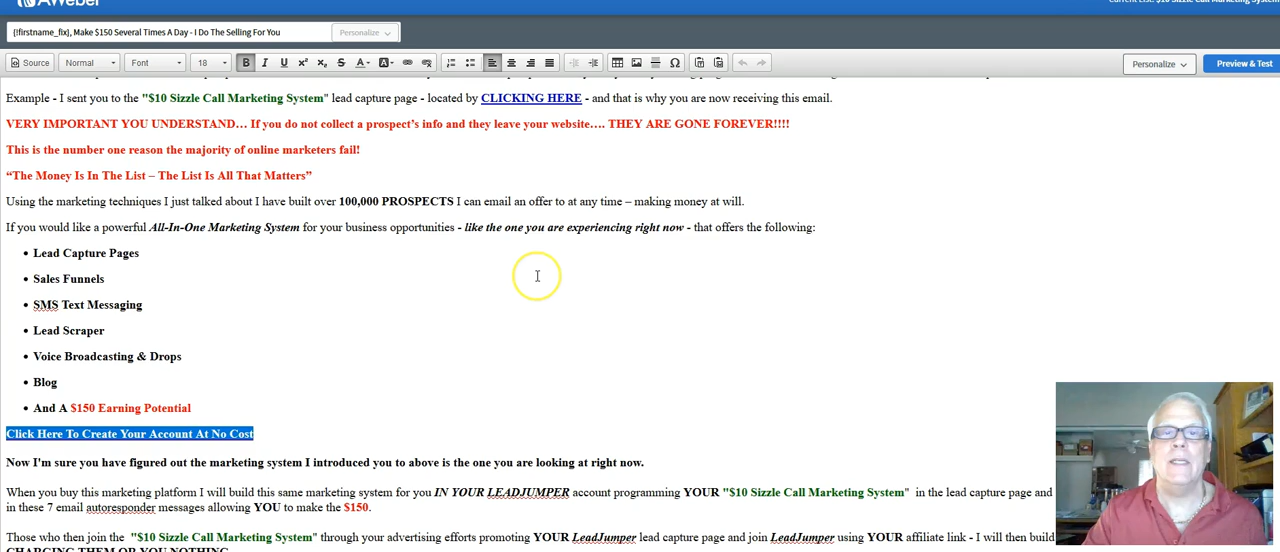 AWeber
{!firstname_fix}, Make $150 Several Times A Day - I Do The Selling For You
Personalize
Source Normal Font 18 Personalize Preview & Test
Example - I sent you to the "$10 Sizzle Call Marketing System" lead capture page - located by CLICKING HERE - and that is why you are now receiving this email.
VERY IMPORTANT YOU UNDERSTAND… If you do not collect a prospect’s info and they leave your website…. THEY ARE GONE FOREVER!!!!
This is the number one reason the majority of online marketers fail!
“The Money Is In The List – The List Is All That Matters”
Using the marketing techniques I just talked about I have built over 100,000 PROSPECTS I can email an offer to at any time – making money at will.
If you would like a powerful All-In-One Marketing System for your business opportunities - like the one you are experiencing right now - that offers the following:
• Lead Capture Pages
• Sales Funnels
• SMS Text Messaging
• Lead Scraper
• Voice Broadcasting & Drops
• Blog
• And A $150 Earning Potential
Click Here To Create Your Account At No Cost
Now I'm sure you have figured out the marketing system I introduced you to above is the one you are looking at right now.
When you buy this marketing platform I will build this same marketing system for you IN YOUR LEADJUMPER account programming YOUR "$10 Sizzle Call Marketing System" in the lead capture page and
in these 7 email autoresponder messages allowing YOU to make the $150.
Those who then join the "$10 Sizzle Call Marketing System" through your advertising efforts promoting YOUR LeadJumper lead capture page and join LeadJumper using YOUR affiliate link - I will then build
CHARGING THEM OR YOU NOTHING